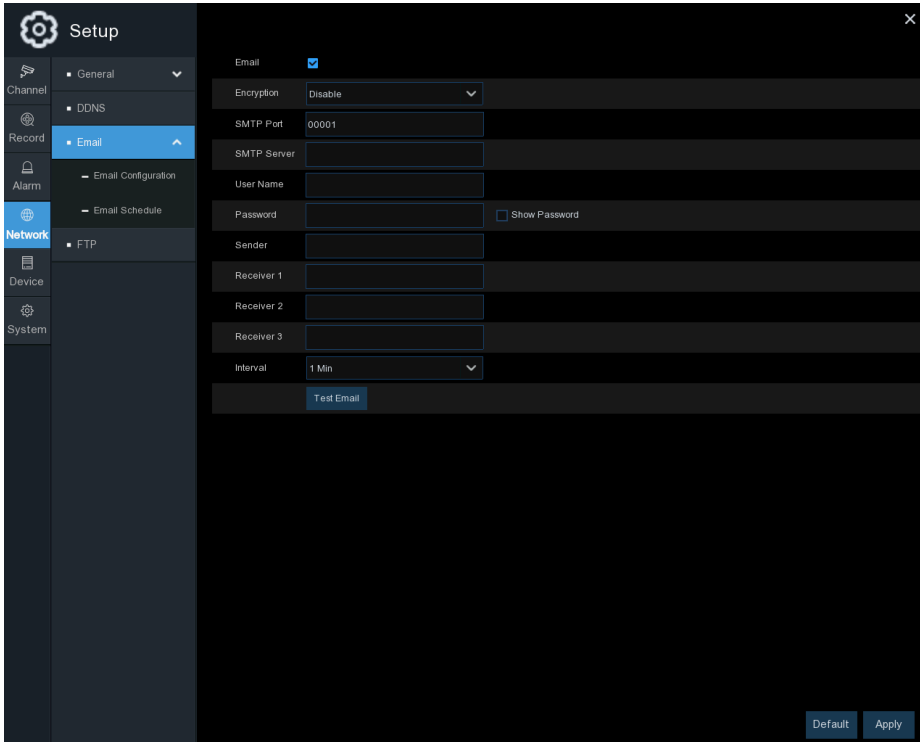 Setup
Channel
Record
Alarm
Network
Device
System
General
DDNS
Email
Email Configuration
Email Schedule
FTP
Email
Encryption Disable
SMTP Port 00001
SMTP Server
User Name
Password Show Password
Sender
Receiver 1
Receiver 2
Receiver 3
Interval 1 Min
Test Email
Default Apply